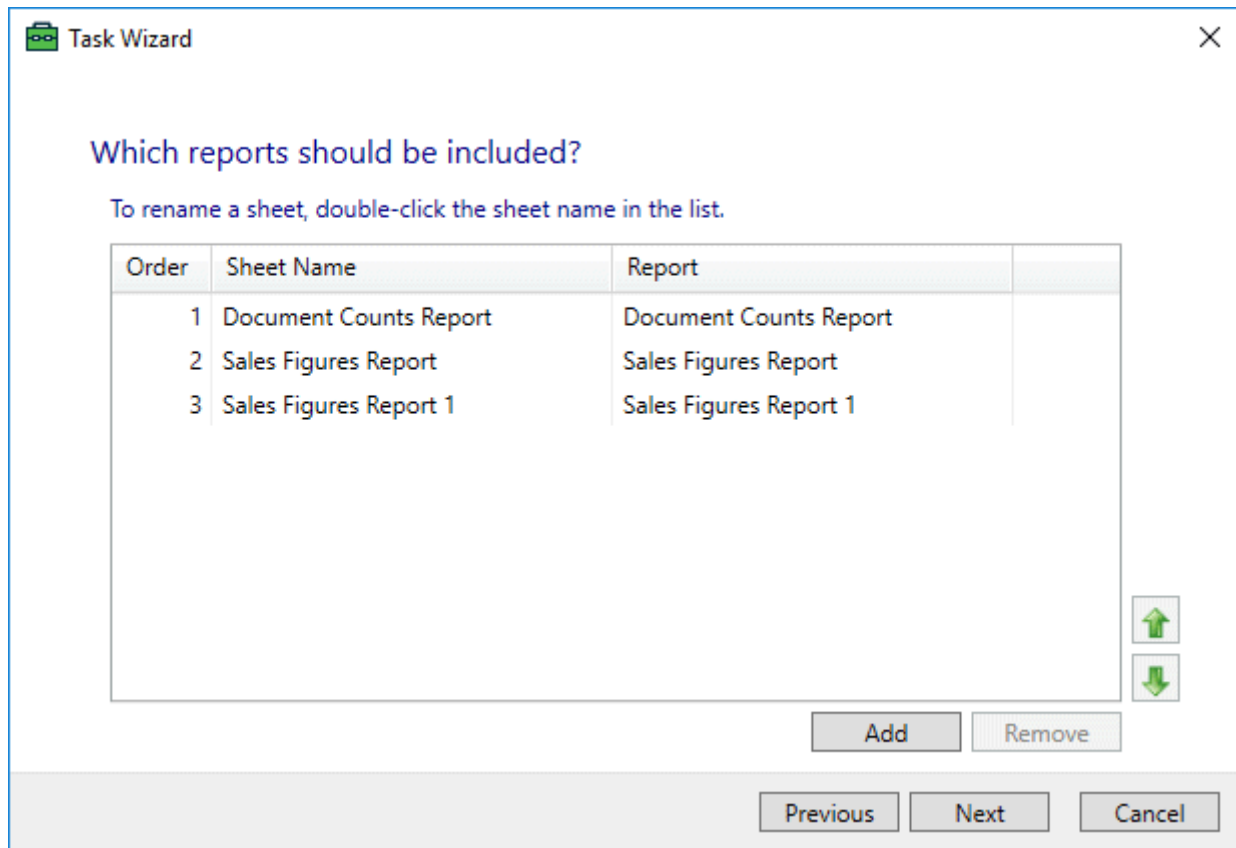 Task Wizard
Which reports should be included?
To rename a sheet, double-click the sheet name in the list.
Order Sheet Name Report
1 Document Counts Report Document Counts Report
2 Sales Figures Report Sales Figures Report
3 Sales Figures Report 1 Sales Figures Report 1
Add Remove
Previous Next Cancel